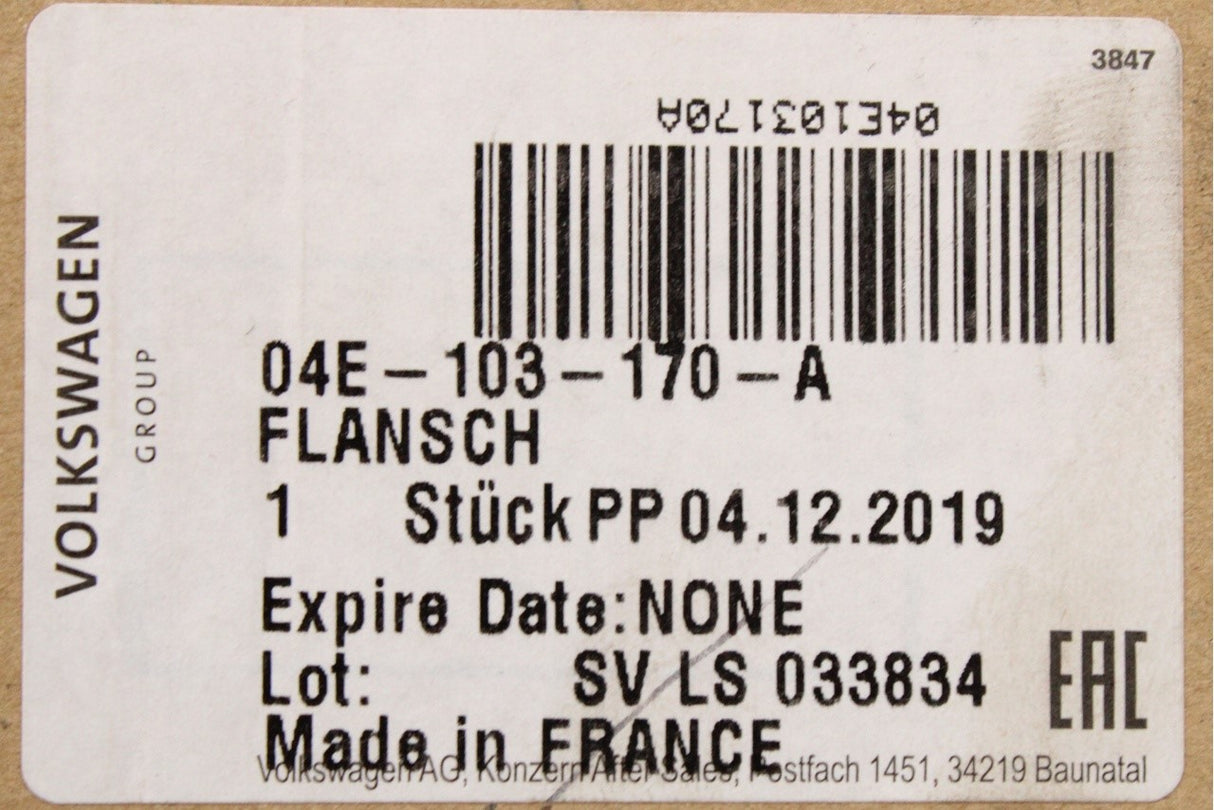 3847
04E103170A
VOLKSWAGEN
GROUP
04E-103-170-A
FLANSCH
1 Stück PP 04.12.2019
Expire Date:NONE
Lot: SV LS 033834
EAC
Made in FRANCE
Volkswagen AG, Konzern After Sales, Postfach 1451, 34219 Baunatal